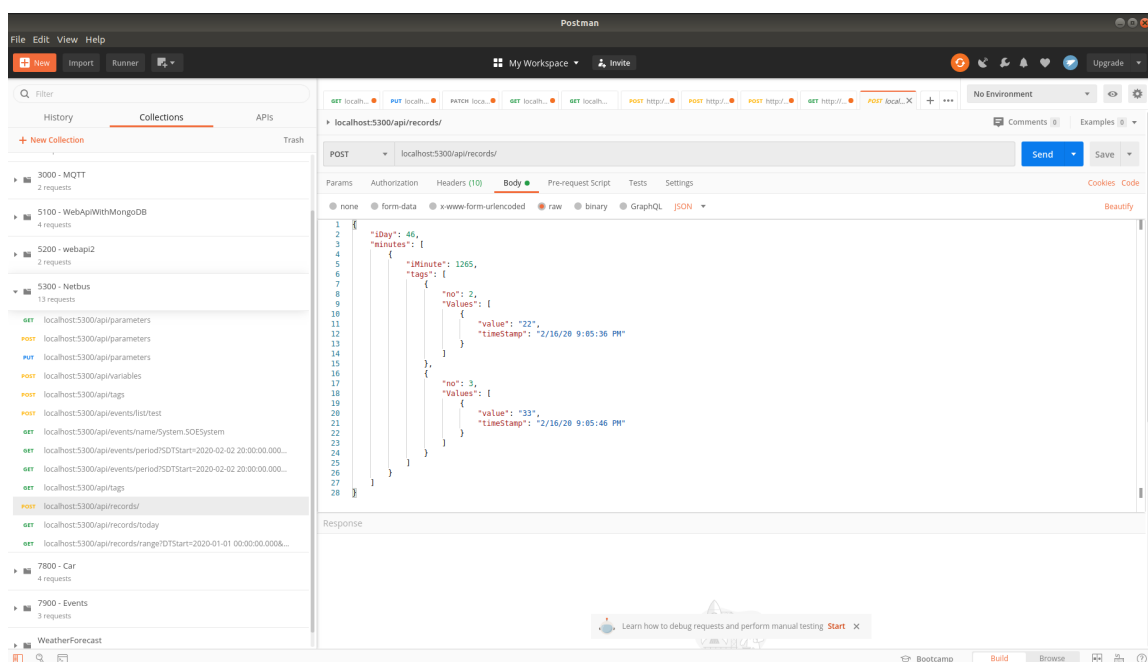 Postman
File Edit View Help
New Import Runner
My Workspace Invite
Upgrade
Filter
History Collections APIs
+ New Collection Trash
3000 - MQTT
2 requests
5100 - WebApiWithMongoDB
4 requests
5200 - webapi2
2 requests
5300 - Netbus
13 requests
GET localhost:5300/api/parameters
POST localhost:5300/api/parameters
PUT localhost:5300/api/parameters
POST localhost:5300/api/variables
POST localhost:5300/api/tags
POST localhost:5300/api/events/list/test
GET localhost:5300/api/events/name/System.SOESystem
GET localhost:5300/api/events/period?SDTStart=2020-02-02 20:00:00.000...
GET localhost:5300/api/events/period?SDTStart=2020-02-02 20:00:00.000...
GET localhost:5300/api/tags
POST localhost:5300/api/records/
GET localhost:5300/api/records/today
GET localhost:5300/api/records/range?DTStart=2020-01-01 00:00:00.000&...
7800 - Car
4 requests
7900 - Events
3 requests
WeatherForecast
GET localh... PUT localh... PATCH loca... GET localh... GET localh... POST http:/... POST http:/... POST http:/... GET http://... POST local... X + ...
No Environment
localhost:5300/api/records/
Comments 0 Examples 0
POST localhost:5300/api/records/ Send Save
Params Authorization Headers (10) Body Pre-request Script Tests Settings Cookies Code
none form-data x-www-form-urlencoded raw binary GraphQL JSON Beautify
1 {
2 "iDay": 46,
3 "minutes": [
4 {
5 "iMinute": 1265,
6 "tags": [
7 {
8 "no": 2,
9 "Values": [
10 {
11 "value": "22",
12 "timeStamp": "2/16/20 9:05:36 PM"
13 }
14 ]
15 },
16 {
17 "no": 3,
18 "Values": [
19 {
20 "value": "33",
21 "timeStamp": "2/16/20 9:05:46 PM"
22 }
23 ]
24 }
25 ]
26 }
27 ]
28 }
Response
Learn how to debug requests and perform manual testing Start X
Bootcamp Build Browse